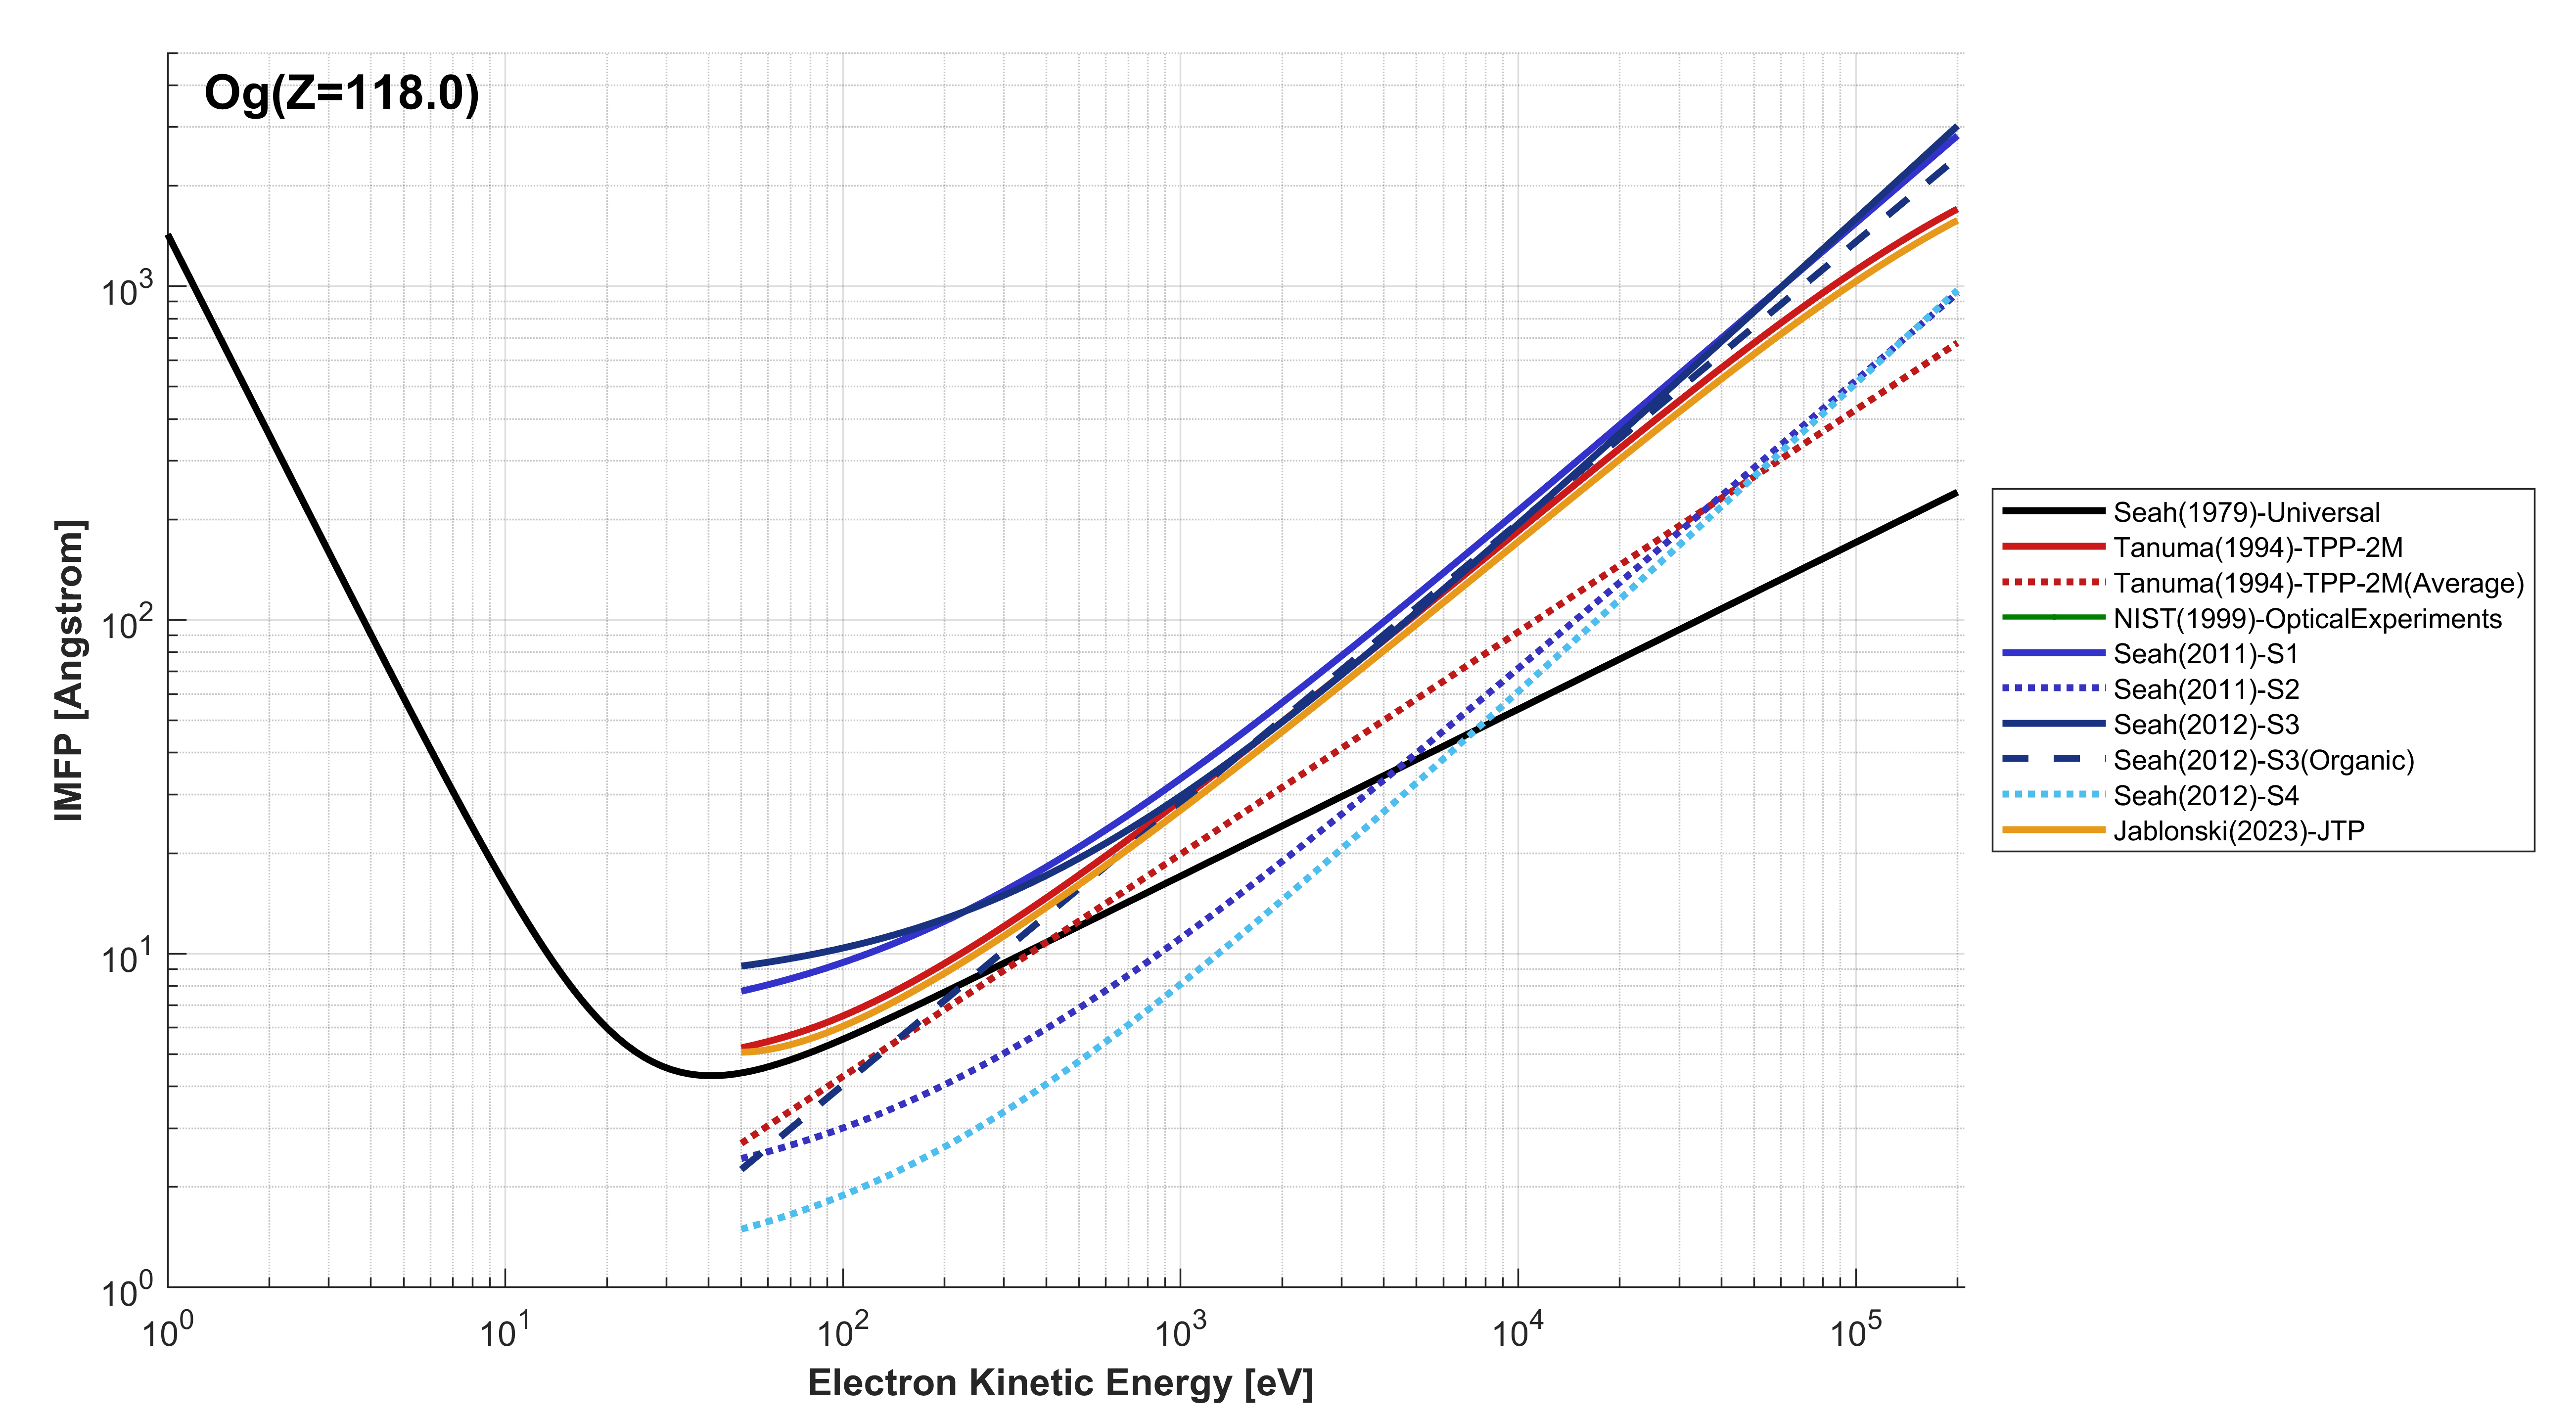 Og(Z=118.0)
IMFP [Angstrom]
10^3
10^2
10^1
10^0
10^0 10^1 10^2 10^3 10^4 10^5
Electron Kinetic Energy [eV]
Seah(1979)-Universal
Tanuma(1994)-TPP-2M
Tanuma(1994)-TPP-2M(Average)
NIST(1999)-OpticalExperiments
Seah(2011)-S1
Seah(2011)-S2
Seah(2012)-S3
Seah(2012)-S3(Organic)
Seah(2012)-S4
Jablonski(2023)-JTP